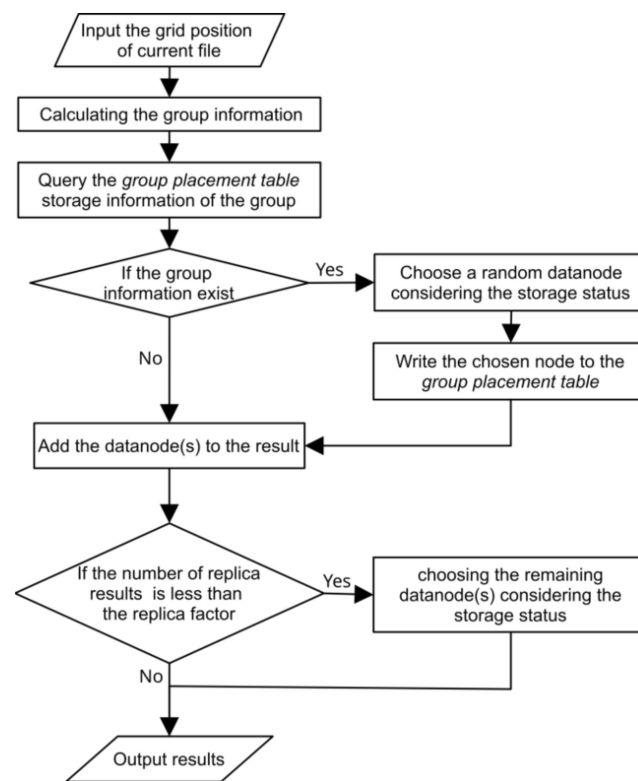 Input the grid position
of current file
Calculating the group information
Query the group placement table
storage information of the group
If the group
information exist
Yes
Choose a random datanode
considering the storage status
No
Write the chosen node to the
group placement table
Add the datanode(s) to the result
If the number of replica
results is less than
the replica factor
Yes
choosing the remaining
datanode(s) considering the
storage status
No
Output results